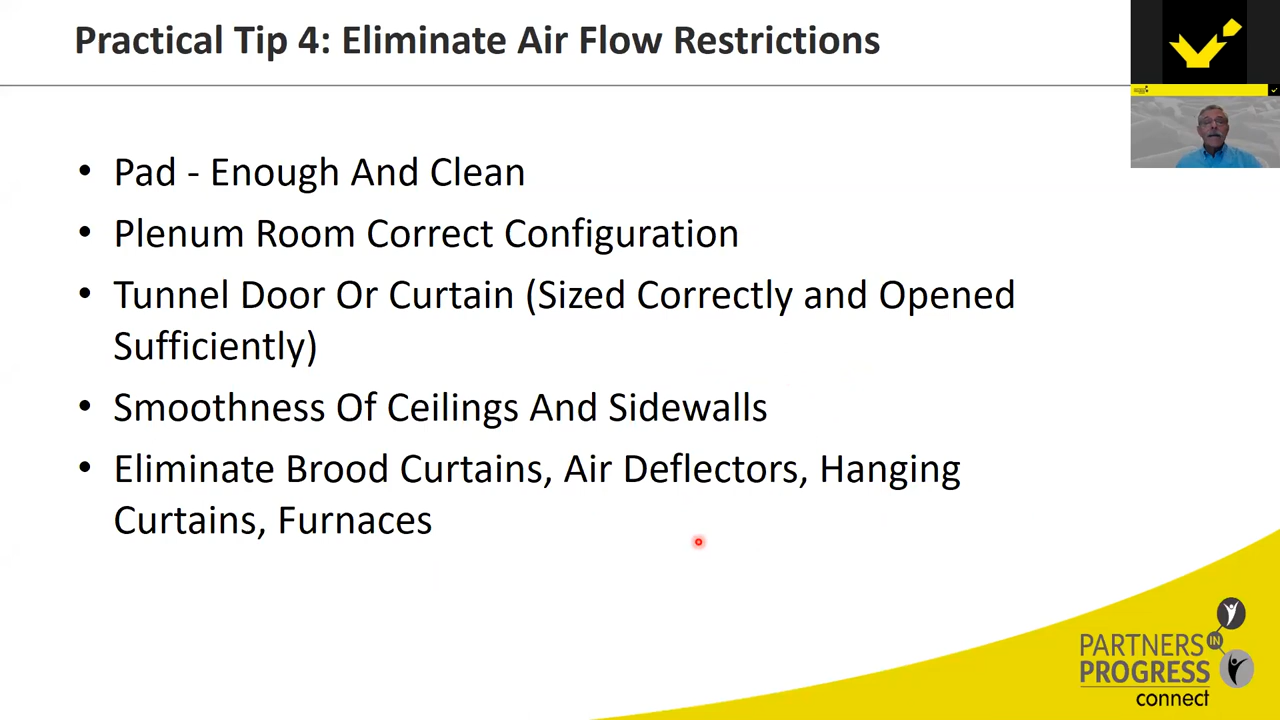 Practical Tip 4: Eliminate Air Flow Restrictions
• Pad - Enough And Clean
• Plenum Room Correct Configuration
• Tunnel Door Or Curtain (Sized Correctly and Opened
Sufficiently)
• Smoothness Of Ceilings And Sidewalls
• Eliminate Brood Curtains, Air Deflectors, Hanging
Curtains, Furnaces
PARTNERS IN
PROGRESS
connect